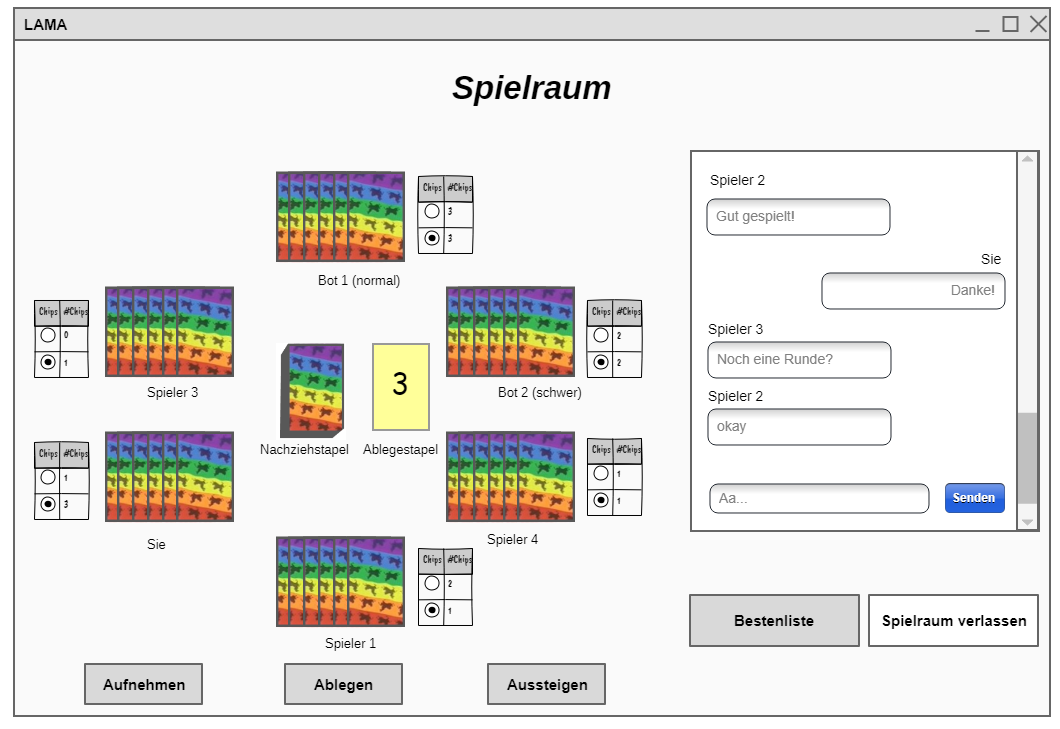 LAMA
Spielraum
Chips #Chips
3
3
Bot 1 (normal)
Chips #Chips
0
1
Spieler 3
Chips #Chips
2
2
Bot 2 (schwer)
Nachziehstapel
3
Ablegestapel
Chips #Chips
1
3
Sie
Chips #Chips
1
1
Spieler 4
Chips #Chips
2
1
Spieler 1
Aufnehmen
Ablegen
Aussteigen
Spieler 2
Gut gespielt!
Sie
Danke!
Spieler 3
Noch eine Runde?
Spieler 2
okay
Aa...
Senden
Bestenliste
Spielraum verlassen